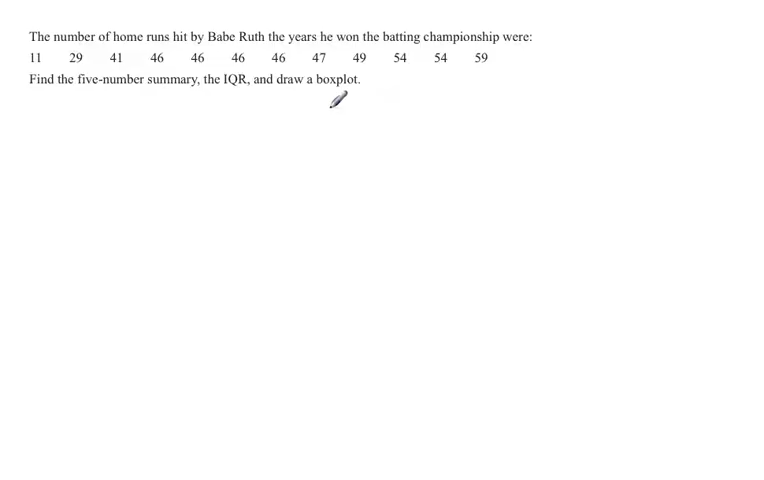 The number of home runs hit by Babe Ruth the years he won the batting championship were:
11 29 41 46 46 46 46 47 49 54 54 59
Find the five-number summary, the IQR, and draw a boxplot.